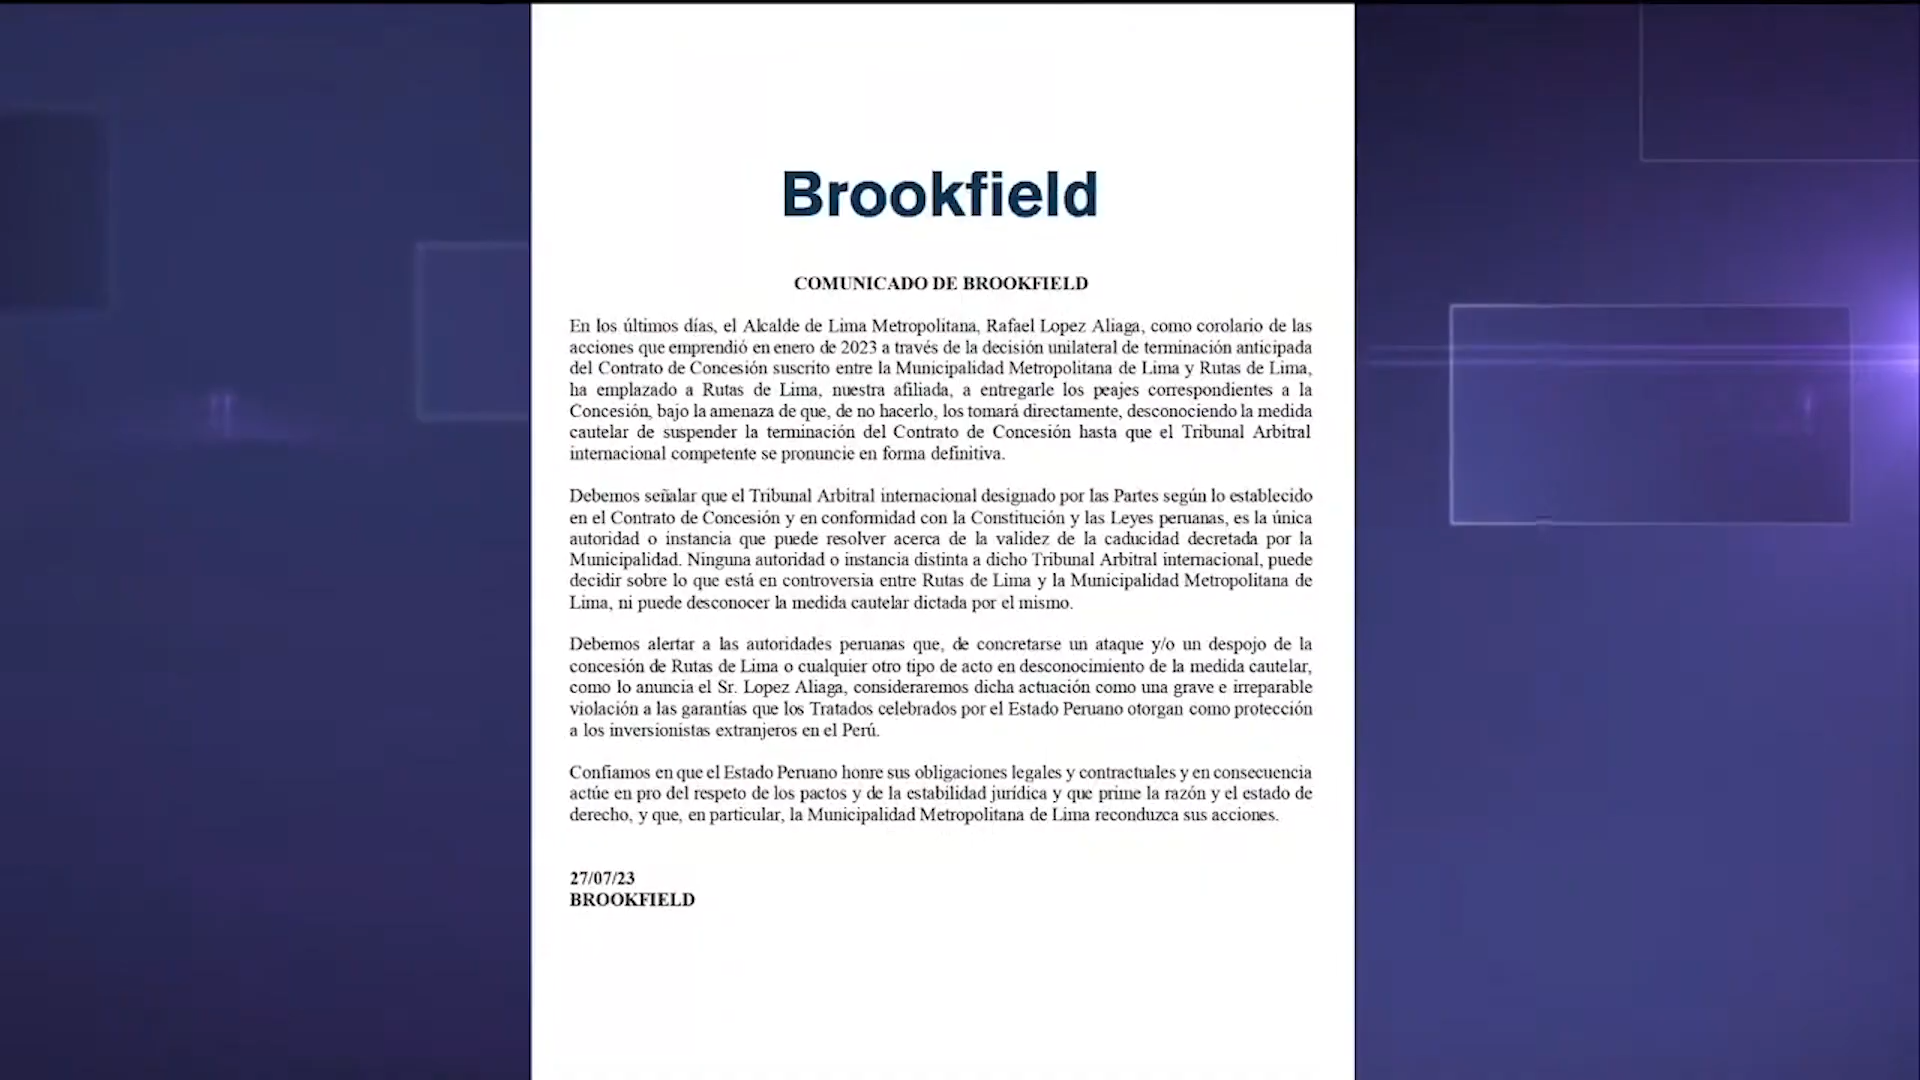 Brookfield
COMUNICADO DE BROOKFIELD
En los últimos días, el Alcalde de Lima Metropolitana, Rafael Lopez Aliaga, como corolario de las
acciones que emprendió en enero de 2023 a través de la decisión unilateral de terminación anticipada
del Contrato de Concesión suscrito entre la Municipalidad Metropolitana de Lima y Rutas de Lima,
ha emplazado a Rutas de Lima, nuestra afiliada, a entregarle los peajes correspondientes a la
Concesión, bajo la amenaza de que, de no hacerlo, los tomará directamente, desconociendo la medida
cautelar de suspender la terminación del Contrato de Concesión hasta que el Tribunal Arbitral
internacional competente se pronuncie en forma definitiva.
Debemos señalar que el Tribunal Arbitral internacional designado por las Partes según lo establecido
en el Contrato de Concesión y en conformidad con la Constitución y las Leyes peruanas, es la única
autoridad o instancia que puede resolver acerca de la validez de la caducidad decretada por la
Municipalidad. Ninguna autoridad o instancia distinta a dicho Tribunal Arbitral internacional, puede
decidir sobre lo que está en controversia entre Rutas de Lima y la Municipalidad Metropolitana de
Lima, ni puede desconocer la medida cautelar dictada por el mismo.
Debemos alertar a las autoridades peruanas que, de concretarse un ataque y/o un despojo de la
concesión de Rutas de Lima o cualquier otro tipo de acto en desconocimiento de la medida cautelar,
como lo anuncia el Sr. Lopez Aliaga, consideraremos dicha actuación como una grave e irreparable
violación a las garantías que los Tratados celebrados por el Estado Peruano otorgan como protección
a los inversionistas extranjeros en el Perú.
Confiamos en que el Estado Peruano honre sus obligaciones legales y contractuales y en consecuencia
actúe en pro del respeto de los pactos y de la estabilidad jurídica y que prime la razón y el estado de
derecho, y que, en particular, la Municipalidad Metropolitana de Lima reconduzca sus acciones.
27/07/23
BROOKFIELD